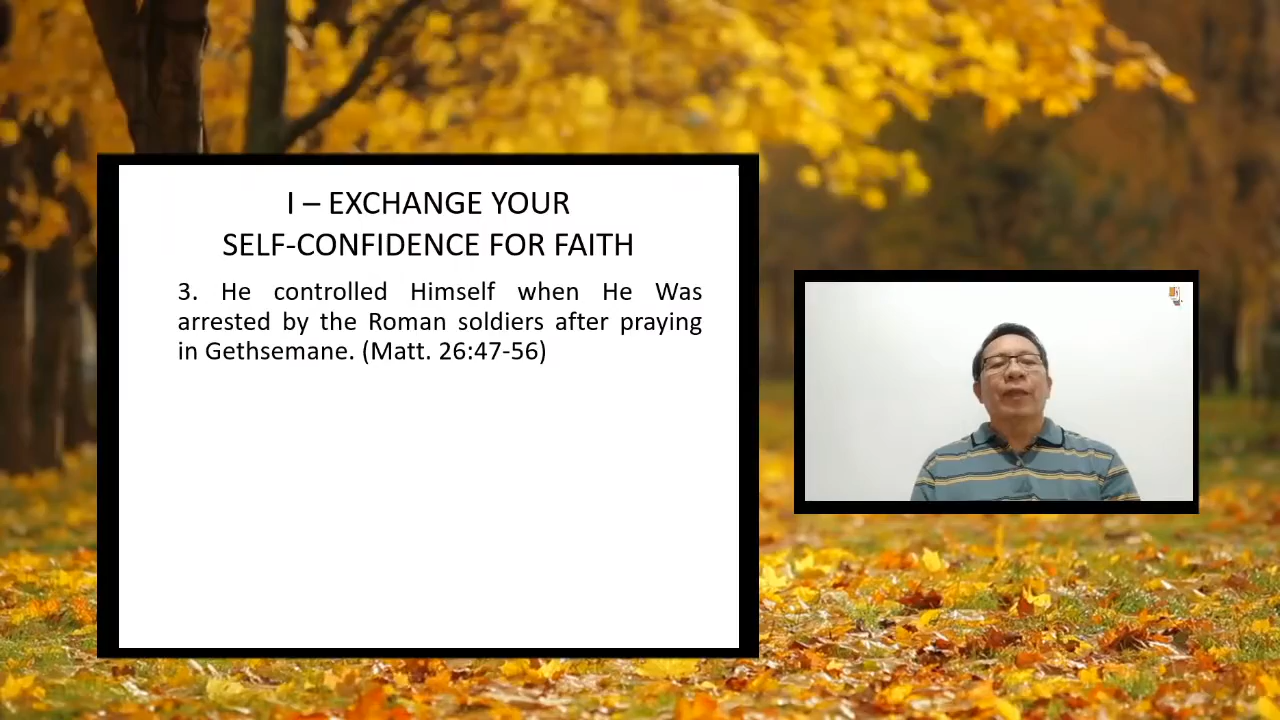 I – EXCHANGE YOUR
SELF-CONFIDENCE FOR FAITH
3. He controlled Himself when He Was
arrested by the Roman soldiers after praying
in Gethsemane. (Matt. 26:47-56)